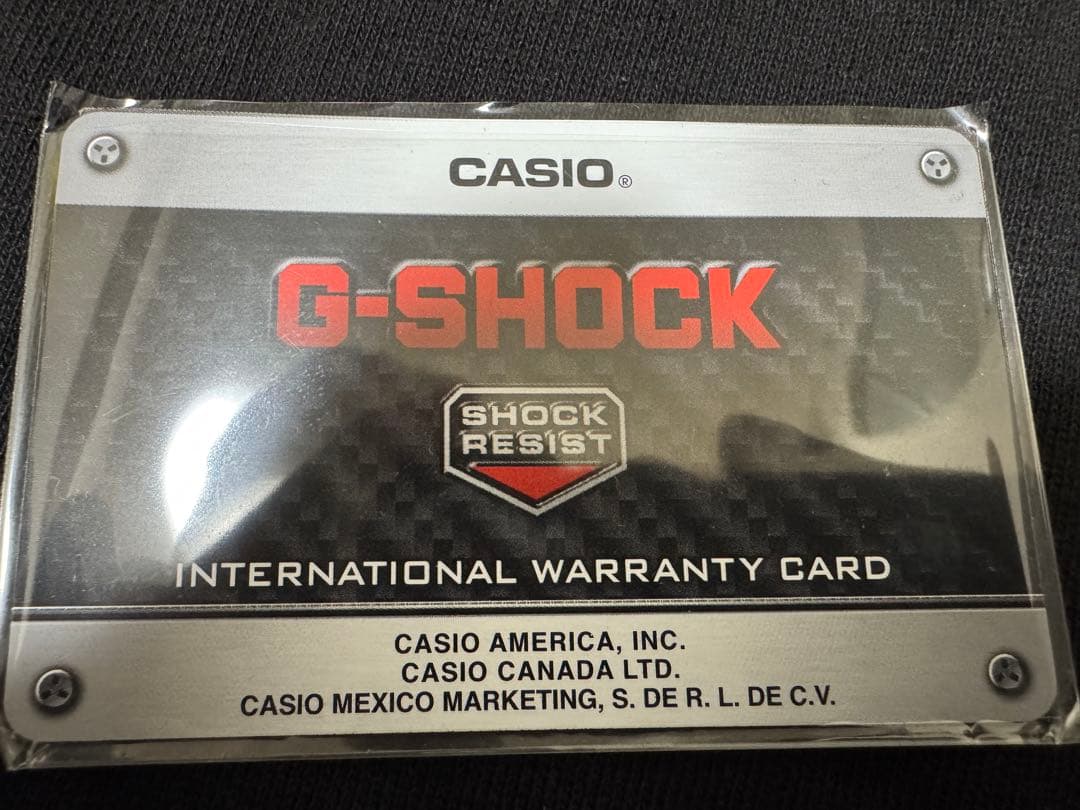 CASIO®
G-SHOCK
SHOCK
RESIST
INTERNATIONAL WARRANTY CARD
CASIO AMERICA, INC.
CASIO CANADA LTD.
CASIO MEXICO MARKETING, S. DE R. L. DE C.V.